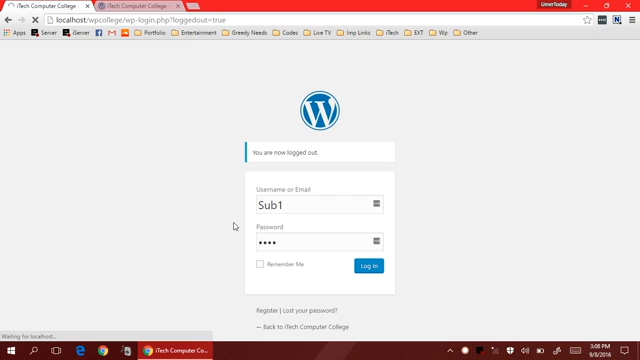 iTech Computer College
iTech Computer College -
UmerToday
localhost/wpcollege/wp-login.php?loggedout=true
Apps Server iServer Portfolio Entertainment Greedy Needs Codes Live TV Imp Links iTech EXT Wp Other
You are now logged out.
Username or Email
Sub1
Password
••••
Remember Me
Log In
Register | Lost your password?
← Back to iTech Computer College
Waiting for localhost...
iTech Computer Co...
3:08 PM
9/8/2016